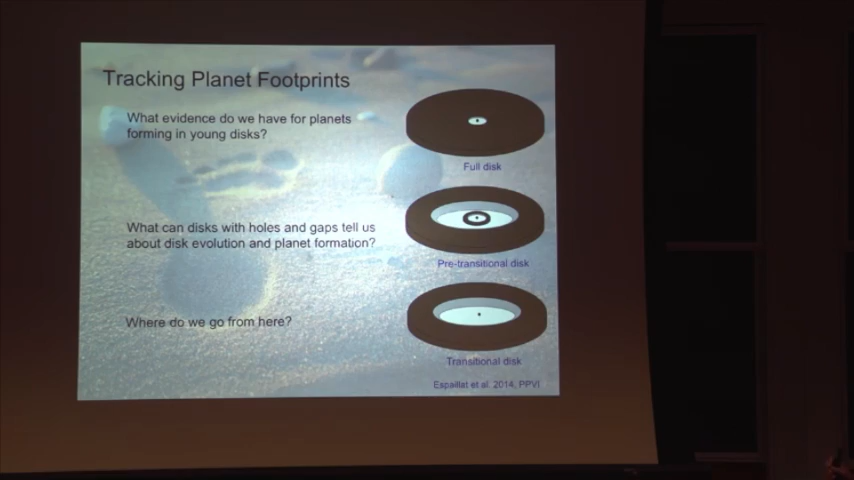 Tracking Planet Footprints
What evidence do we have for planets
forming in young disks?
Full disk
What can disks with holes and gaps tell us
about disk evolution and planet formation?
Pre-transitional disk
Where do we go from here?
Transitional disk
Espaillat et al. 2014, PPVI